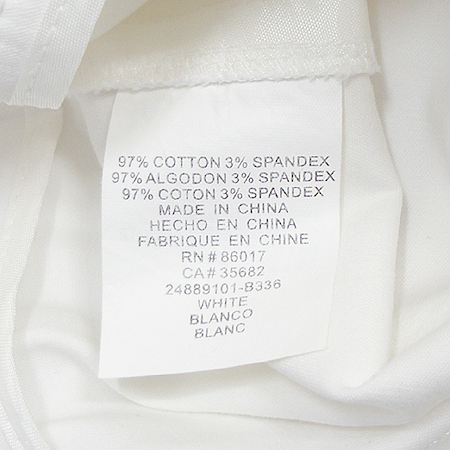 97% COTTON 3% SPANDEX
97% ALGODON 3% SPANDEX
97% COTON 3% SPANDEX
MADE IN CHINA
HECHO EN CHINA
FABRIQUE EN CHINE
RN # 86017
CA# 35682
24889101-B336
WHITE
BLANCO
BLANC